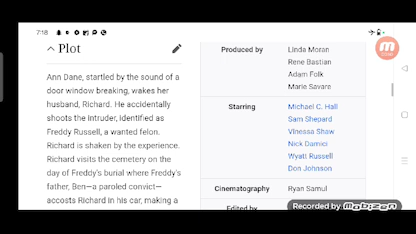 7:18
Plot
Ann Dane, startled by the sound of a
door window breaking, wakes her
husband, Richard. He accidentally
shoots the intruder, identified as
Freddy Russell, a wanted felon.
Richard is shaken by the experience.
Richard visits the cemetery on the
day of Freddy's burial where Freddy's
father, Ben—a paroled convict—
accosts Richard in his car, making a
Produced by
Linda Moran
Rene Bastian
Adam Folk
Marie Savare
Starring
Michael C. Hall
Sam Shepard
Vinessa Shaw
Nick Damici
Wyatt Russell
Don Johnson
Cinematography
Ryan Samul
Edited by
Recorded by mobizen